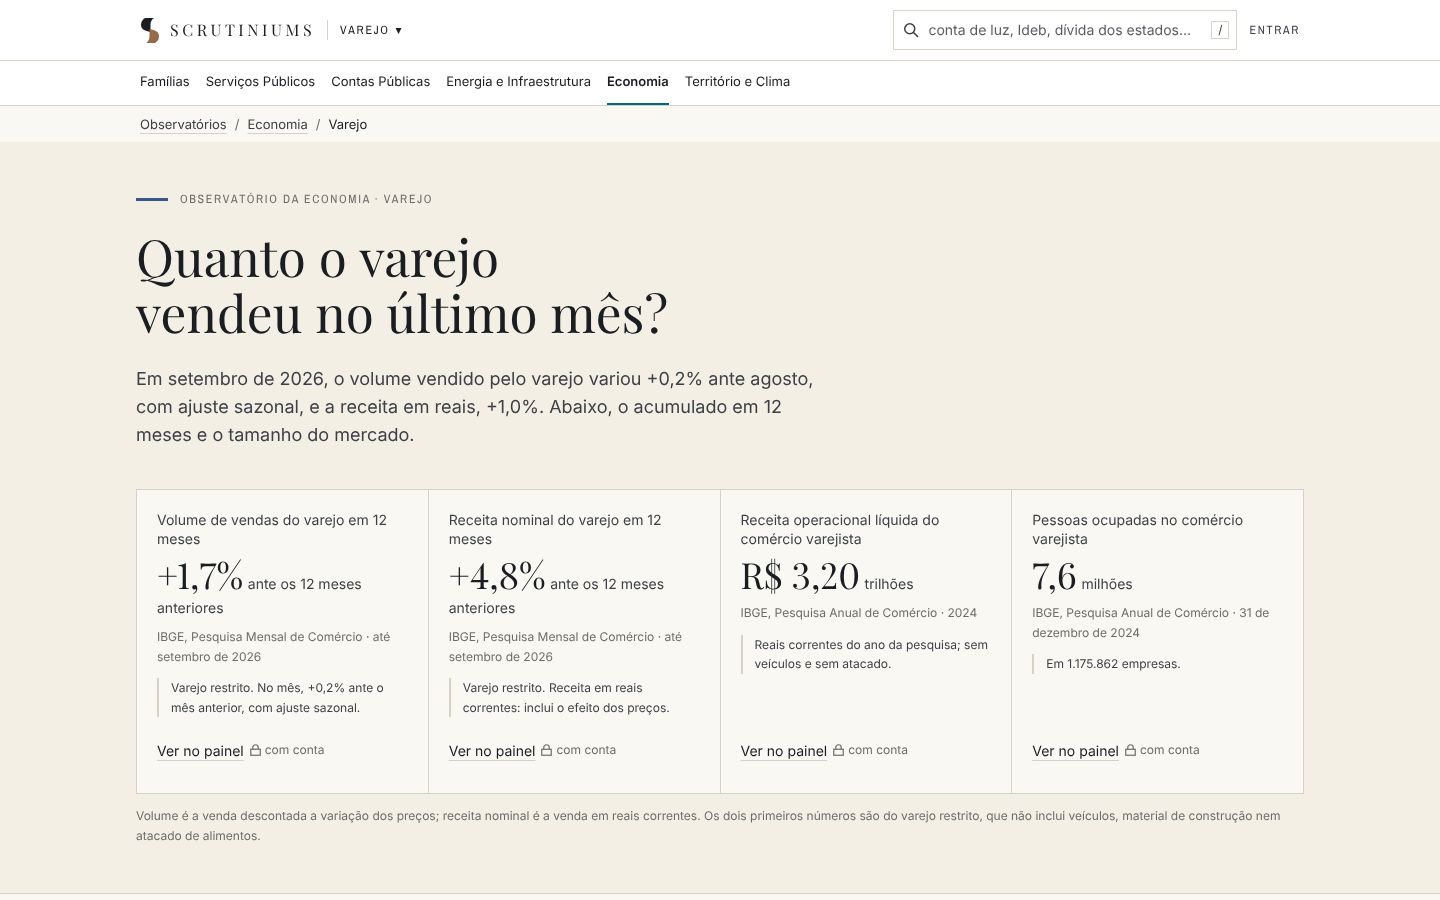 SCRUTINIUMS
VAREJO ▼
conta de luz, Ideb, dívida dos estados...
/
ENTRAR
Famílias
Serviços Públicos
Contas Públicas
Energia e Infraestrutura
Economia
Território e Clima
Observatórios / Economia / Varejo
OBSERVATÓRIO DA ECONOMIA · VAREJO
Quanto o varejo
vendeu no último mês?
Em setembro de 2026, o volume vendido pelo varejo variou +0,2% ante agosto,
com ajuste sazonal, e a receita em reais, +1,0%. Abaixo, o acumulado em 12
meses e o tamanho do mercado.
Volume de vendas do varejo em 12
meses
+1,7% ante os 12 meses
anteriores
IBGE, Pesquisa Mensal de Comércio · até
setembro de 2026
Varejo restrito. No mês, +0,2% ante o
mês anterior, com ajuste sazonal.
Ver no painel com conta
Receita nominal do varejo em 12
meses
+4,8% ante os 12 meses
anteriores
IBGE, Pesquisa Mensal de Comércio · até
setembro de 2026
Varejo restrito. Receita em reais
correntes: inclui o efeito dos preços.
Ver no painel com conta
Receita operacional líquida do
comércio varejista
R$ 3,20 trilhões
IBGE, Pesquisa Anual de Comércio · 2024
Reais correntes do ano da pesquisa; sem
veículos e sem atacado.
Ver no painel com conta
Pessoas ocupadas no comércio
varejista
7,6 milhões
IBGE, Pesquisa Anual de Comércio · 31 de
dezembro de 2024
Em 1.175.862 empresas.
Ver no painel com conta
Volume é a venda descontada a variação dos preços; receita nominal é a venda em reais correntes. Os dois primeiros números são do varejo restrito, que não inclui veículos, material de construção nem
atacado de alimentos.